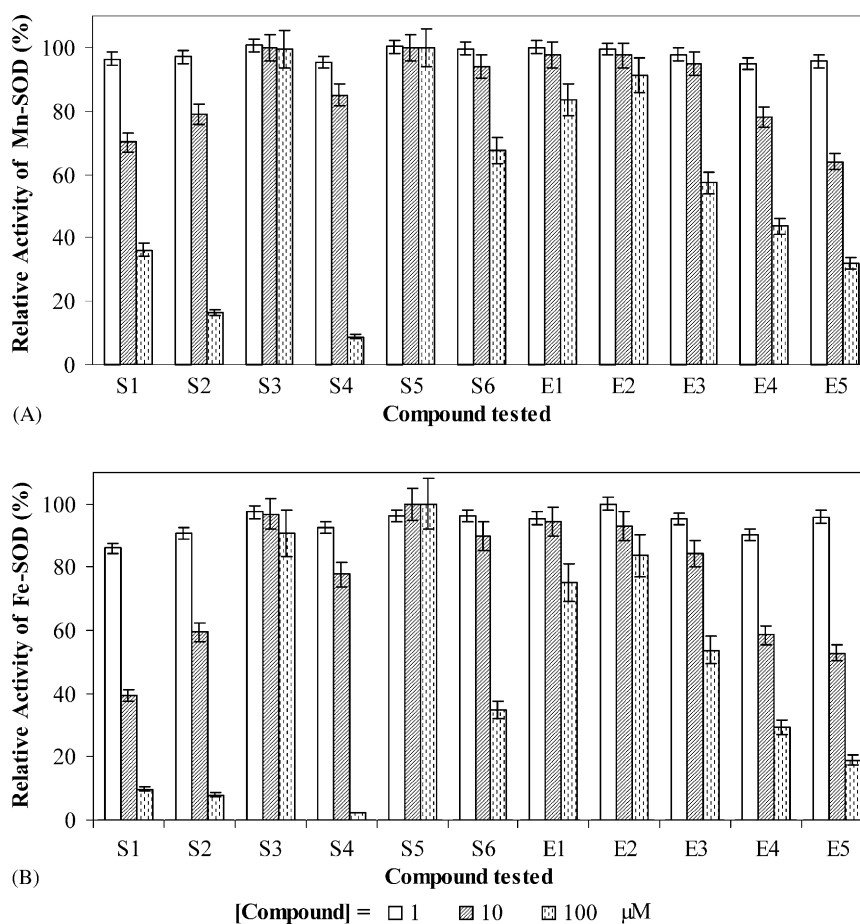 Relative Activity of Mn-SOD (%)
100
80
60
40
20
0
S1 S2 S3 S4 S5 S6 E1 E2 E3 E4 E5
(A) Compound tested
Relative Activity of Fe-SOD (%)
100
80
60
40
20
0
S1 S2 S3 S4 S5 S6 E1 E2 E3 E4 E5
(B) Compound tested
[Compound] = 1 10 100 μM